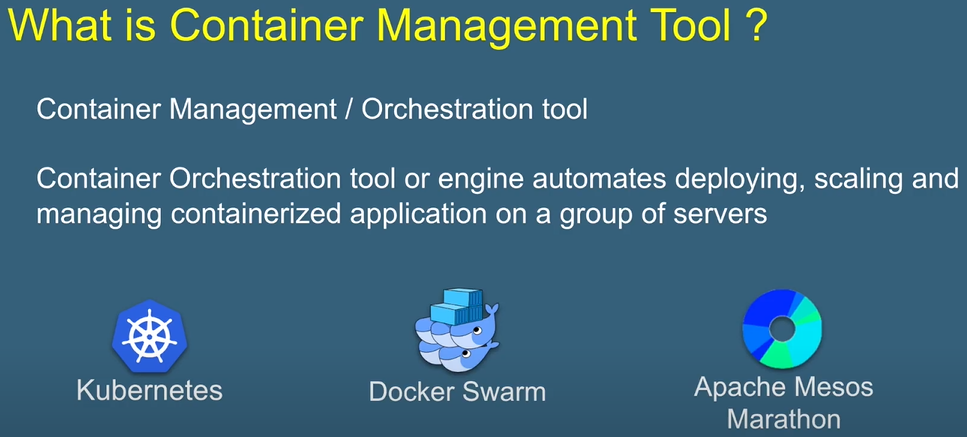 What is Container Management Tool ?
Container Management / Orchestration tool
Container Orchestration tool or engine automates deploying, scaling and
managing containerized application on a group of servers
Kubernetes
Docker Swarm
Apache Mesos
Marathon